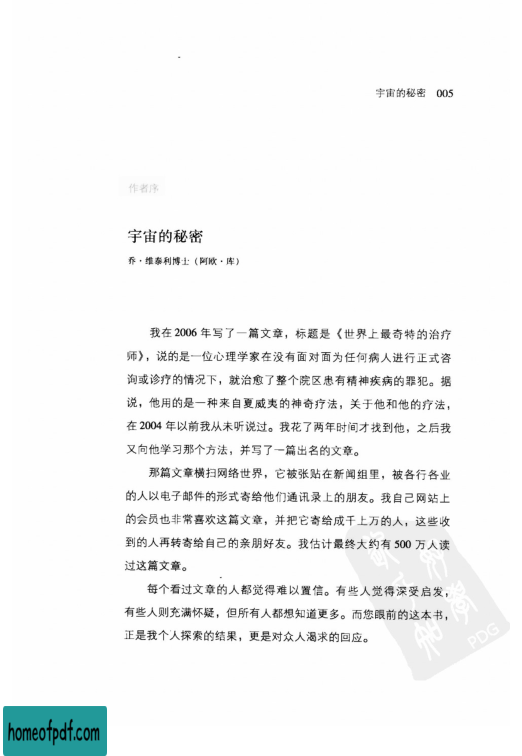 宇宙的秘密 005
作者序
宇宙的秘密
乔·维泰利博士（阿欧·库）
我在 2006 年写了一篇文章，标题是《世界上最奇特的治疗
师》，说的是一位心理学家在没有面对面为任何病人进行正式咨
询或诊疗的情况下，就治愈了整个院区患有精神疾病的罪犯。据
说，他用的是一种来自夏威夷的神奇疗法，关于他和他的疗法，
在 2004 年以前我从未听说过。我花了两年时间才找到他，之后我
又向他学习那个方法，并写了一篇出名的文章。
那篇文章横扫网络世界，它被张贴在新闻组里，被各行各业
的人以电子邮件的形式寄给他们通讯录上的朋友。我自己网站上
的会员也非常喜欢这篇文章，并把它寄给成千上万的人，这些收
到的人再转寄给自己的亲朋好友。我估计最终大约有 500 万人读
过这篇文章。
每个看过文章的人都觉得难以置信。有些人觉得深受启发，
有些人则充满怀疑，但所有人都想知道更多。而您眼前的这本书，
正是我个人探索的结果，更是对众人渴求的回应。
PDG
homeofpdf.com